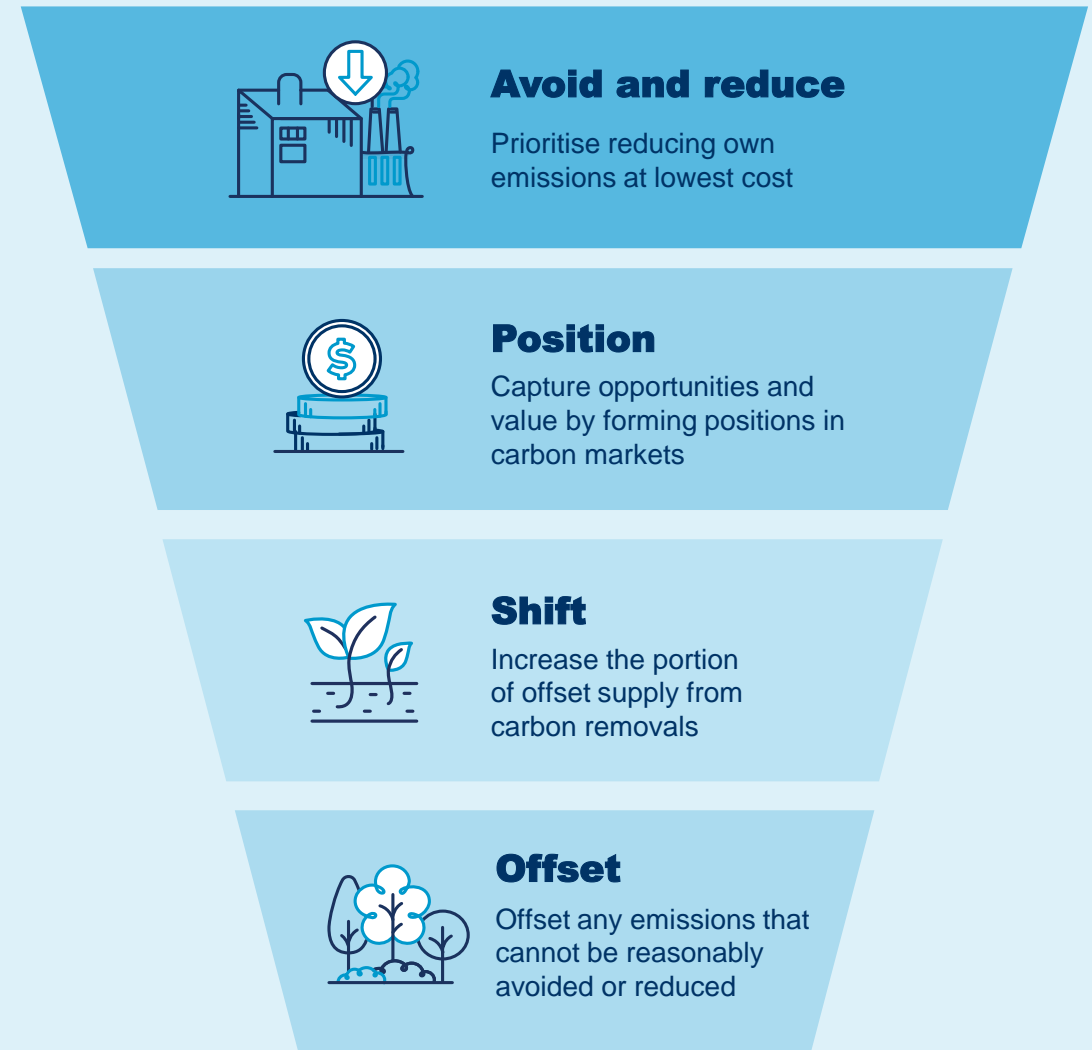 Avoid and reduce
Prioritise reducing own
emissions at lowest cost
$
Position
Capture opportunities and
value by forming positions in
carbon markets
Shift
Increase the portion
of offset supply from
carbon removals
Offset
Offset any emissions that
cannot be reasonably
avoided or reduced